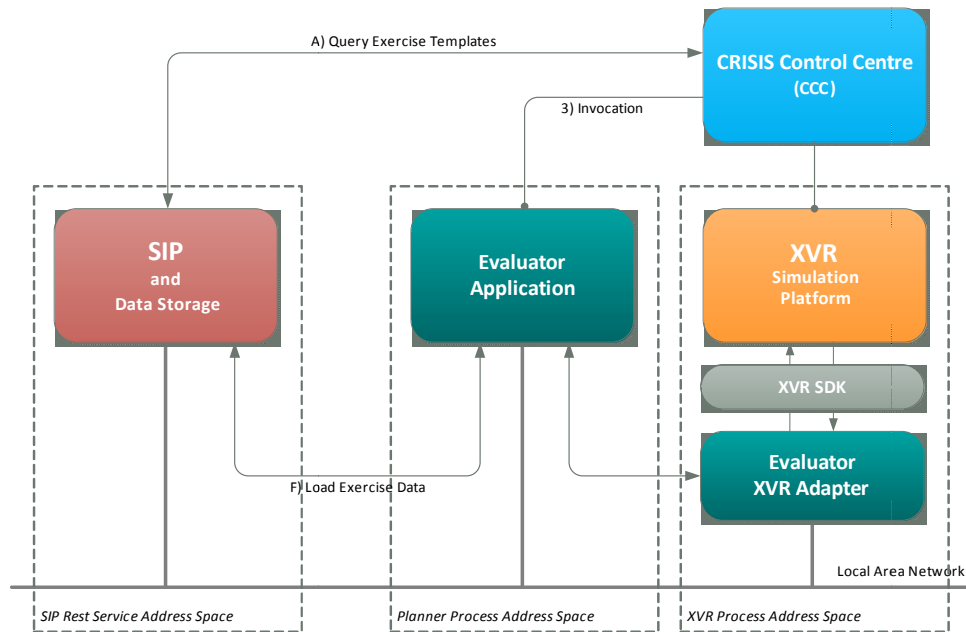 A) Query Exercise Templates
CRISIS Control Centre
(CCC)
3) Invocation
SIP
and
Data Storage
Evaluator
Application
XVR
Simulation
Platform
XVR SDK
Evaluator
XVR Adapter
F) Load Exercise Data
Local Area Network
SIP Rest Service Address Space
Planner Process Address Space
XVR Process Address Space